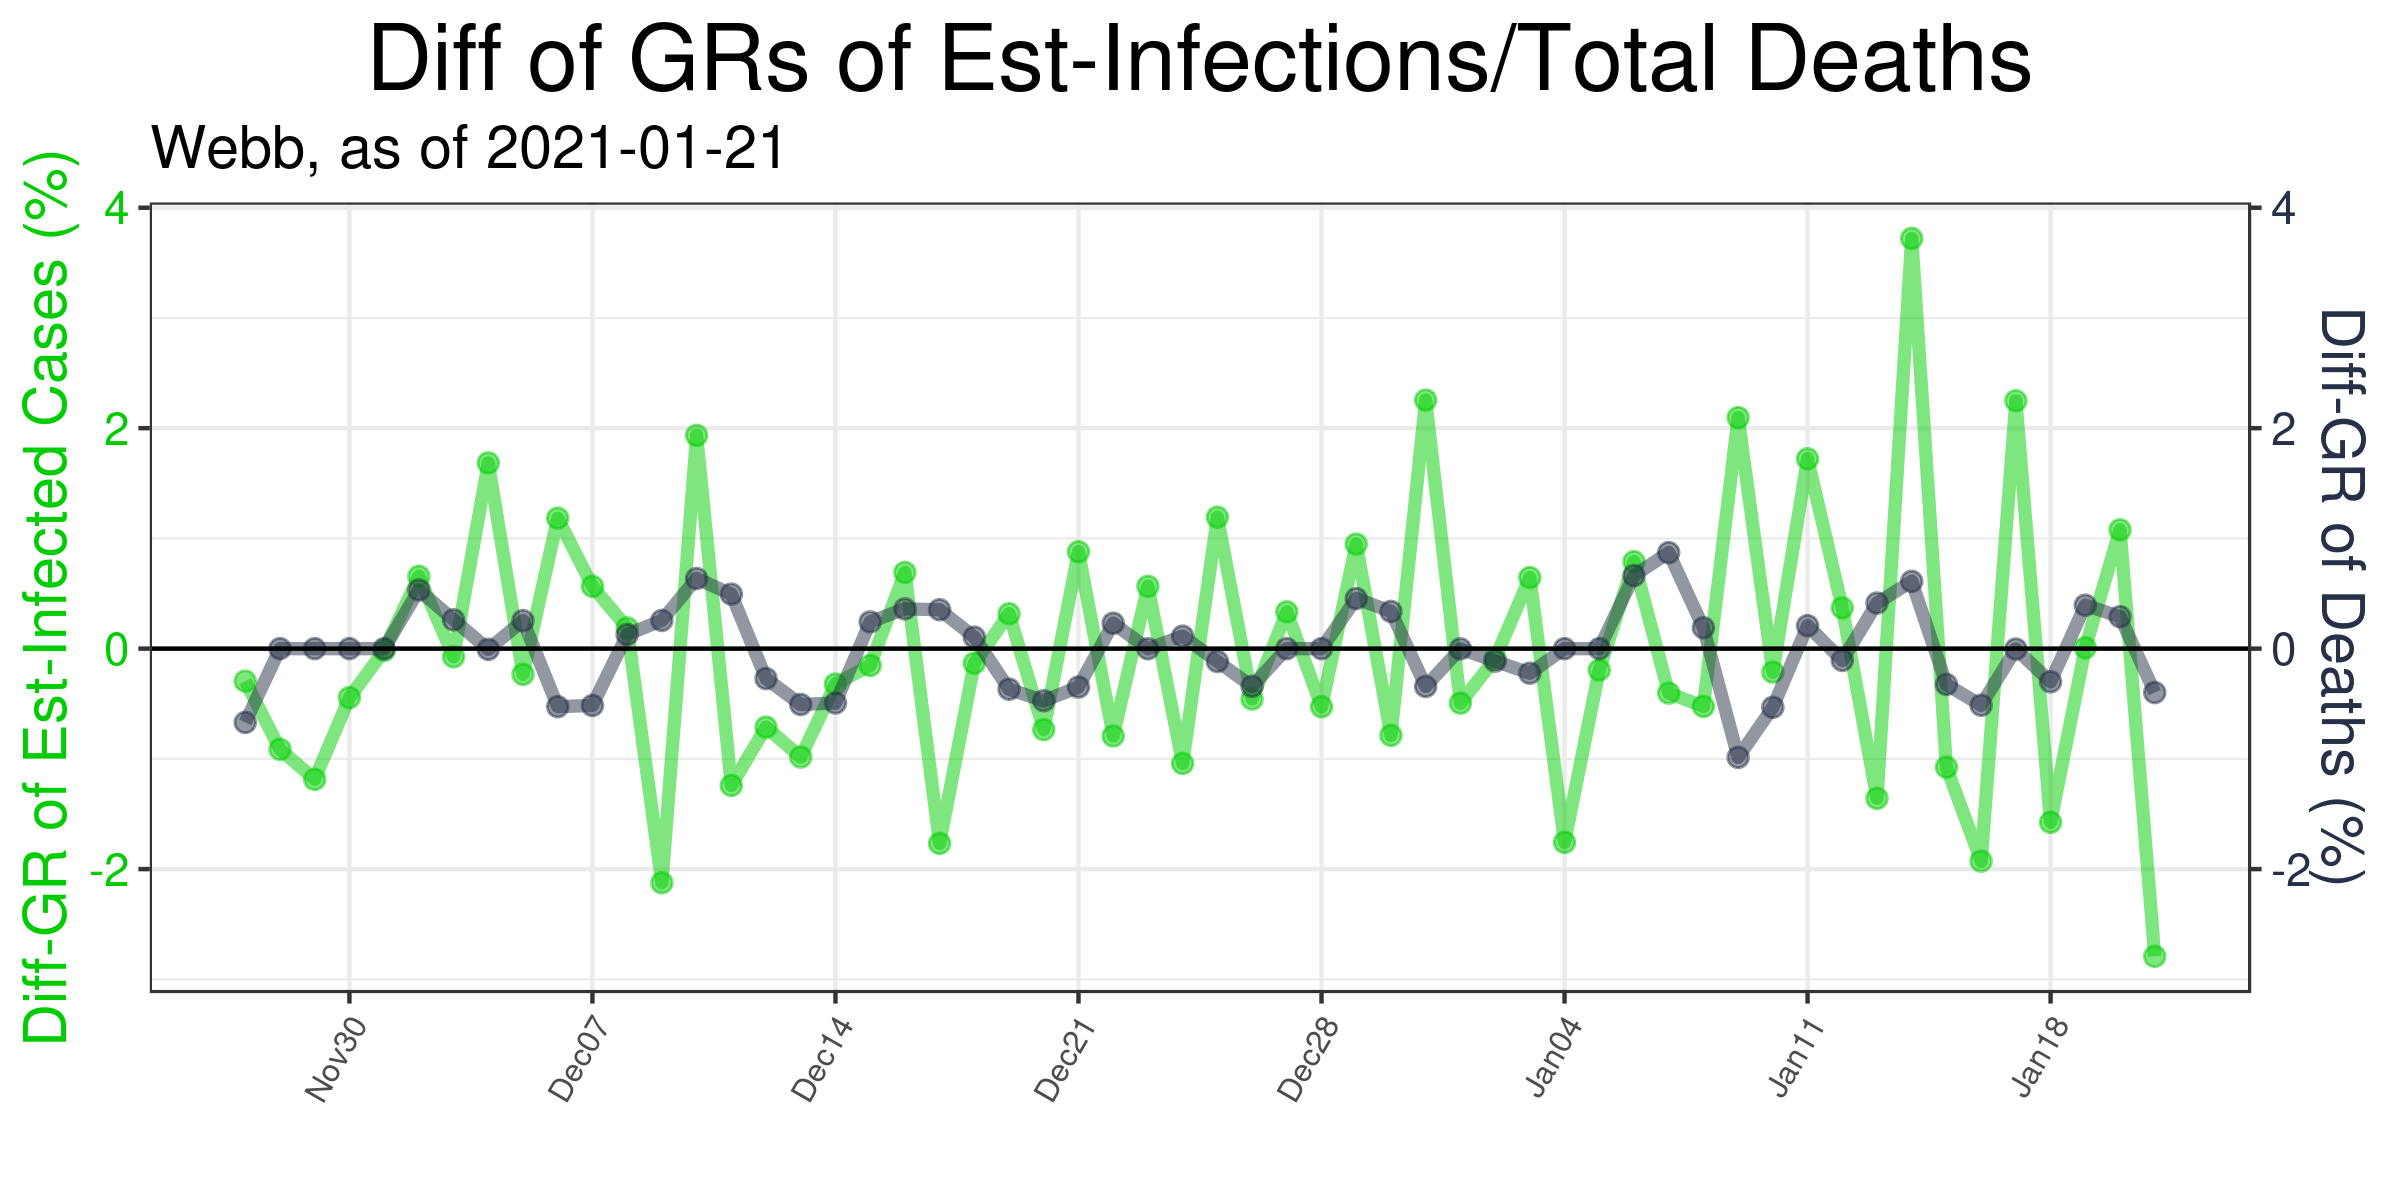 Diff of GRs of Est-Infections/Total Deaths
Webb, as of 2021-01-21
Diff-GR of Est-Infected Cases (%)
4
2
0
-2
4
2
0
-2
Diff-GR of Deaths (%)
Nov30
Dec07
Dec14
Dec21
Dec28
Jan04
Jan11
Jan18